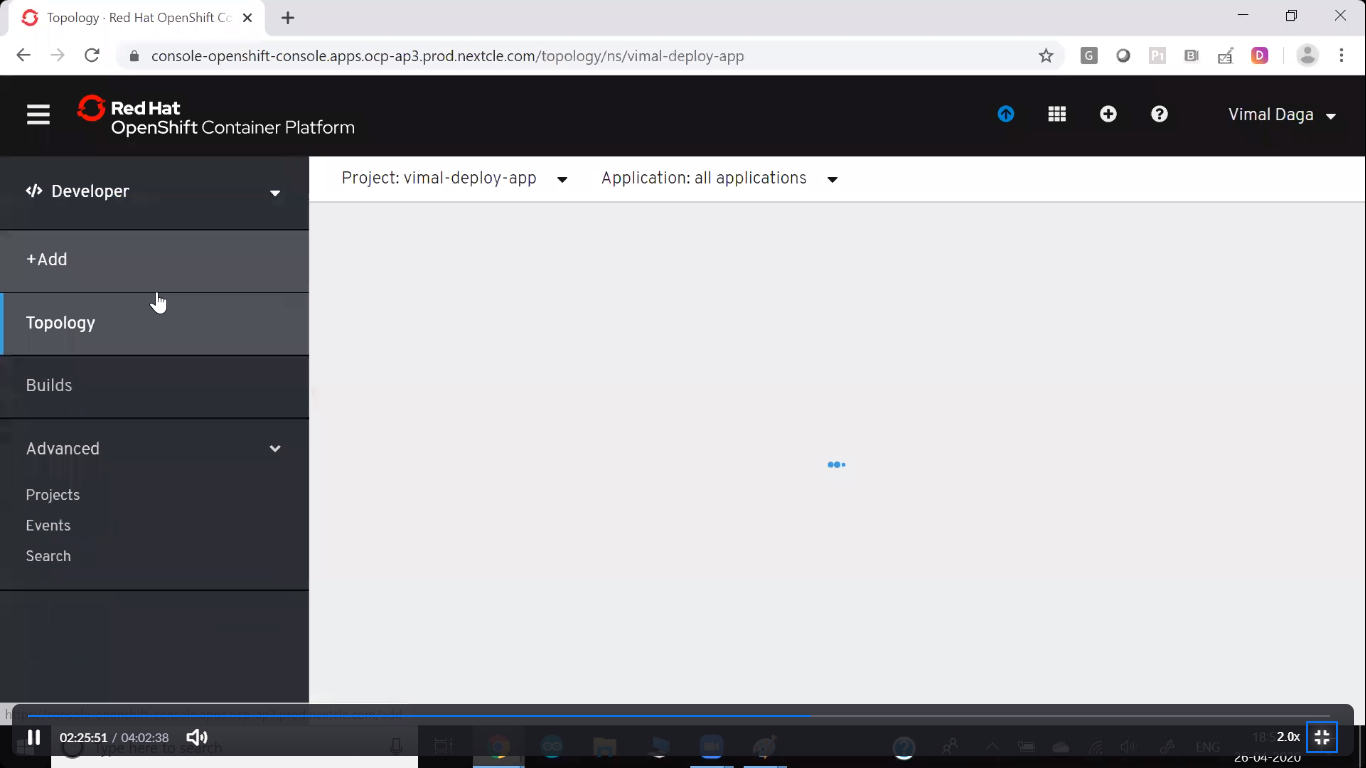 Topology · Red Hat OpenShift Co
console-openshift-console.apps.ocp-ap3.prod.nextcle.com/topology/ns/vimal-deploy-app
G P1 B! D
Red Hat
OpenShift Container Platform
Vimal Daga
</> Developer
Project: vimal-deploy-app
Application: all applications
+Add
Topology
Builds
Advanced
Projects
Events
Search
02:25:51 / 04:02:38
Type here to search
ENG
2.0x
26-04-2020